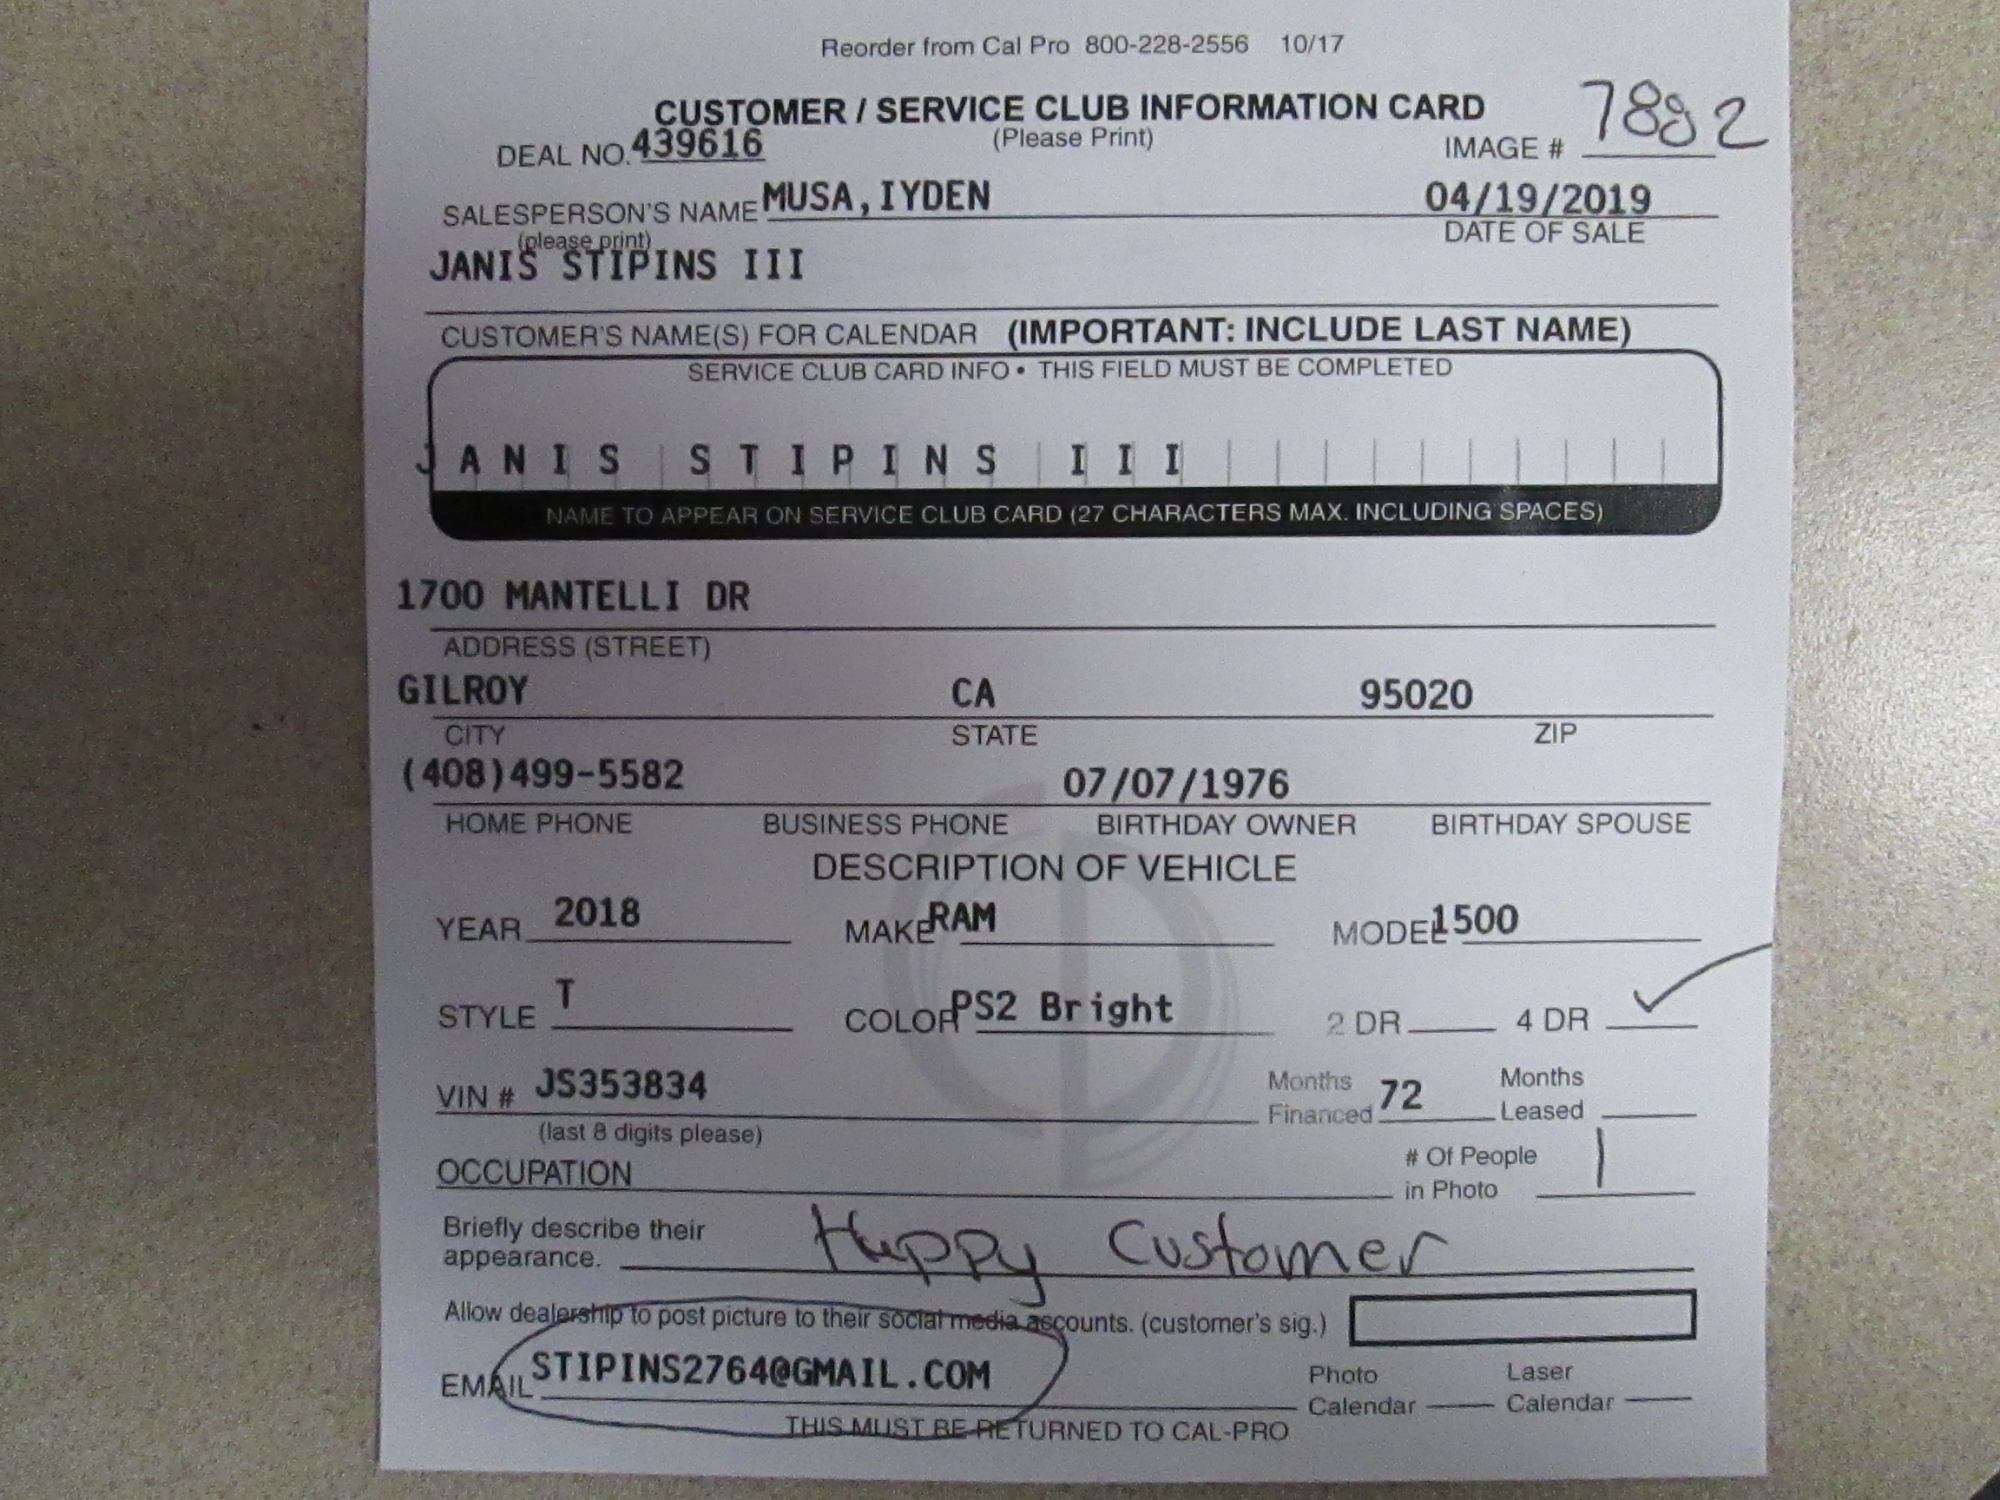 Reorder from Cal Pro 800-228-2556 10/17
CUSTOMER / SERVICE CLUB INFORMATION CARD
(Please Print)
DEAL NO. 439616 IMAGE # 7882
SALESPERSON'S NAME MUSA, IYDEN 04/19/2019
(please print) DATE OF SALE
JANIS STIPINS III
CUSTOMER'S NAME(S) FOR CALENDAR (IMPORTANT: INCLUDE LAST NAME)
SERVICE CLUB CARD INFO • THIS FIELD MUST BE COMPLETED
JANIS STIPINS III
NAME TO APPEAR ON SERVICE CLUB CARD (27 CHARACTERS MAX. INCLUDING SPACES)
1700 MANTELLI DR
ADDRESS (STREET)
GILROY CA 95020
CITY STATE ZIP
(408)499-5582 07/07/1976
HOME PHONE BUSINESS PHONE BIRTHDAY OWNER BIRTHDAY SPOUSE
DESCRIPTION OF VEHICLE
YEAR 2018 MAKE RAM MODEL 1500
STYLE T COLOR PS2 Bright 2 DR 4 DR ✓
VIN # JS353834 Months Financed 72 Months Leased
(last 8 digits please)
OCCUPATION # Of People in Photo 1
Briefly describe their
appearance. Happy Customer
Allow dealership to post picture to their social media accounts. (customer's sig.)
EMAIL STIPINS2764@GMAIL.COM Photo Calendar Laser Calendar
THIS MUST BE RETURNED TO CAL-PRO